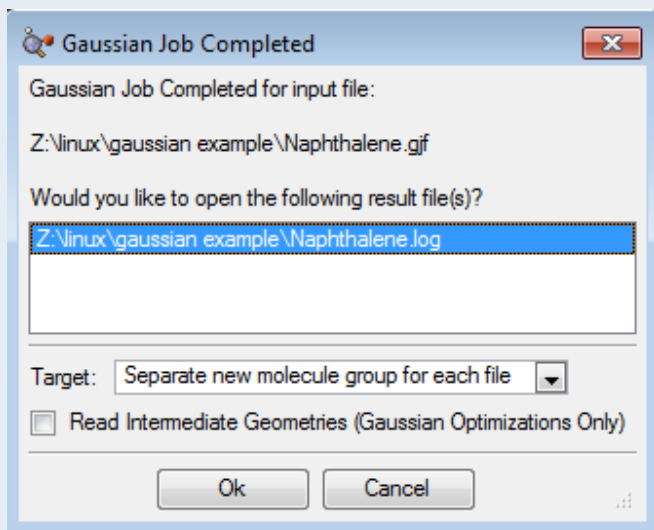 Gaussian Job Completed
Gaussian Job Completed for input file:
Z:\linux\gaussian example\Naphthalene.gjf
Would you like to open the following result file(s)?
Z:\linux\gaussian example\Naphthalene.log
Target: Separate new molecule group for each file
Read Intermediate Geometries (Gaussian Optimizations Only)
Ok Cancel